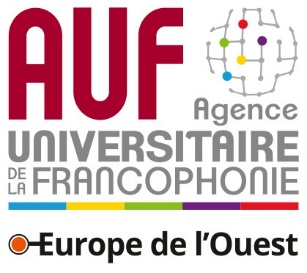 AUF
Agence
UNIVERSITAIRE
DE LA FRANCOPHONIE
Europe de l'Ouest